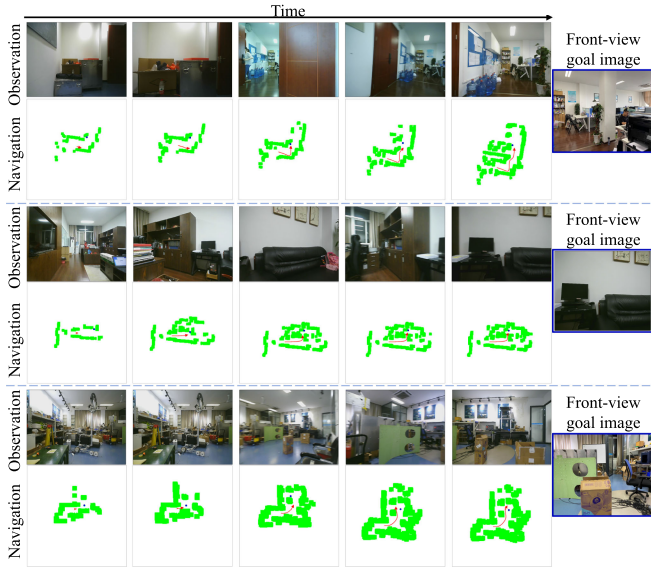 Time
Observation
Front-view
goal image
Navigation
Observation
Front-view
goal image
Navigation
Observation
Front-view
goal image
Navigation